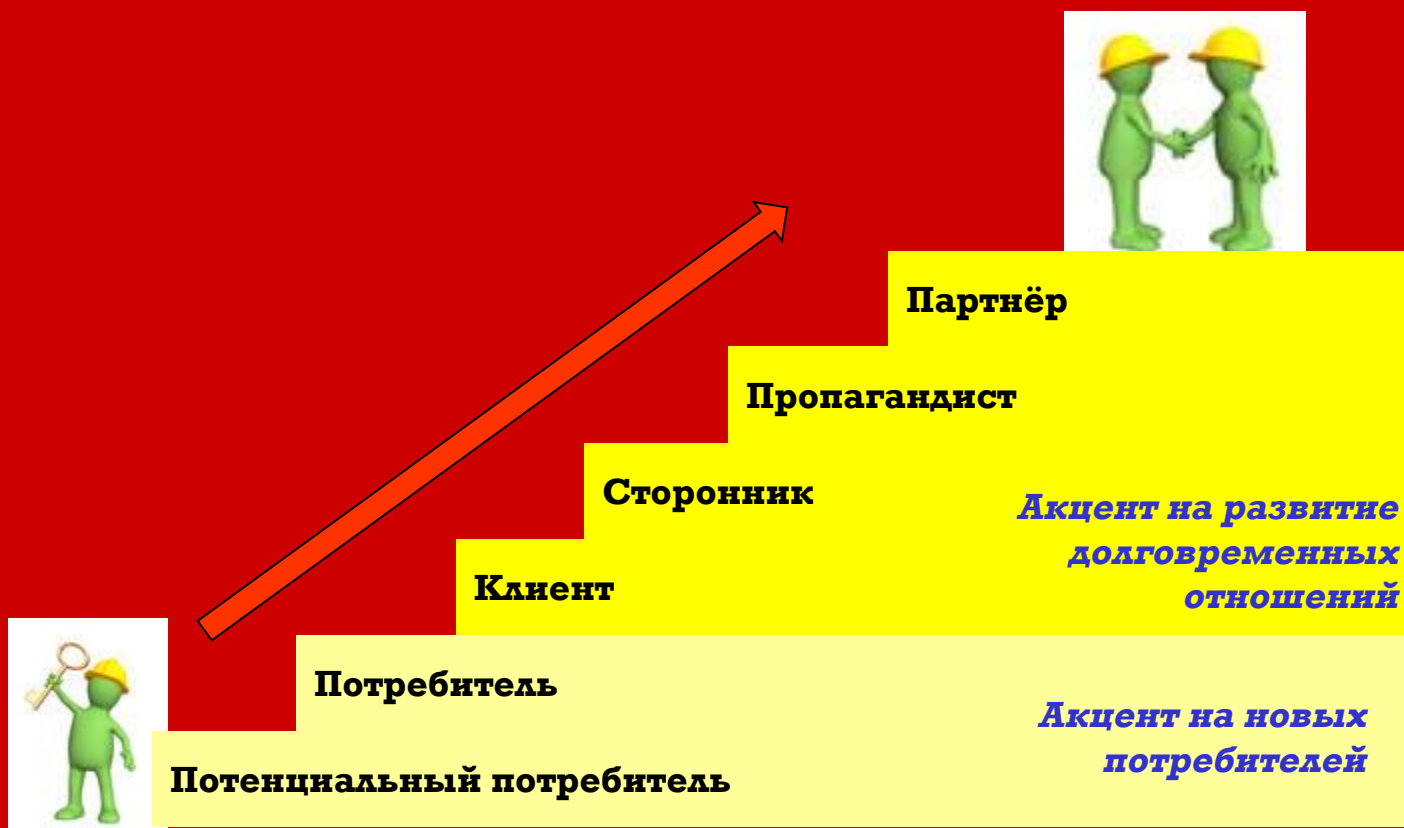 Партнёр
Пропагандист
Сторонник
Акцент на развитие
долговременных
отношений
Клиент
Потребитель
Акцент на новых
потребителей
Потенциальный потребитель